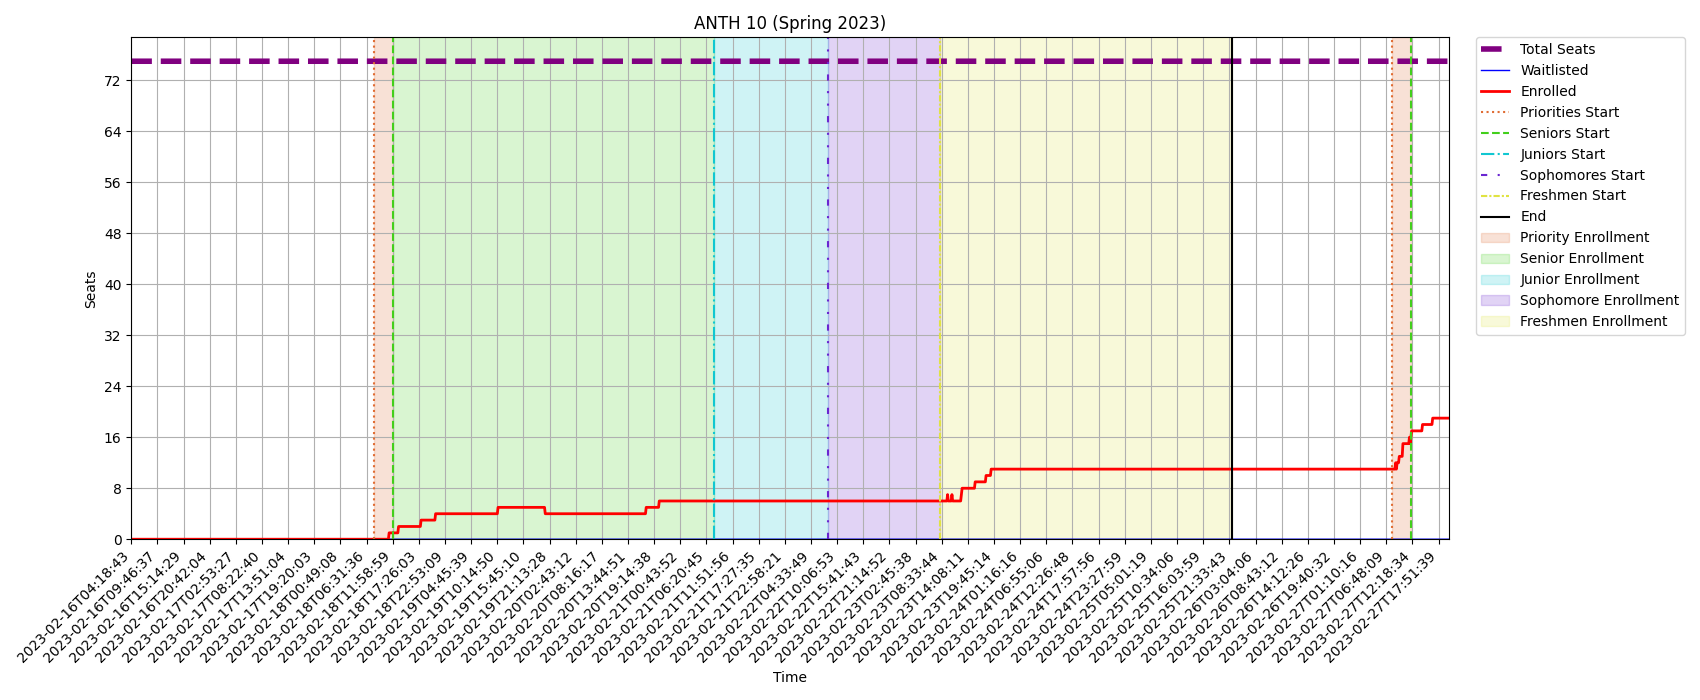 ANTH 10 (Spring 2023)
Seats
72
64
56
48
40
32
24
16
8
0
2023-02-16T04:18:43
2023-02-16T09:46:37
2023-02-16T15:14:29
2023-02-16T20:42:04
2023-02-17T02:53:27
2023-02-17T08:22:40
2023-02-17T13:51:04
2023-02-17T19:20:03
2023-02-18T00:49:08
2023-02-18T06:31:36
2023-02-18T11:58:59
2023-02-18T17:26:03
2023-02-18T22:53:09
2023-02-19T04:45:39
2023-02-19T10:14:50
2023-02-19T15:45:10
2023-02-19T21:13:28
2023-02-20T02:43:12
2023-02-20T08:16:17
2023-02-20T13:44:51
2023-02-20T19:14:38
2023-02-21T00:43:52
2023-02-21T06:20:45
2023-02-21T11:51:56
2023-02-21T17:27:35
2023-02-21T22:58:21
2023-02-22T04:33:49
2023-02-22T10:06:53
2023-02-22T15:41:43
2023-02-22T21:14:52
2023-02-23T02:45:38
2023-02-23T08:33:44
2023-02-23T14:08:11
2023-02-23T19:45:14
2023-02-24T01:16:16
2023-02-24T06:55:06
2023-02-24T12:26:48
2023-02-24T17:57:56
2023-02-24T23:27:59
2023-02-25T05:01:19
2023-02-25T10:34:06
2023-02-25T16:03:59
2023-02-25T21:33:43
2023-02-26T03:04:06
2023-02-26T08:43:12
2023-02-26T14:12:26
2023-02-26T19:40:32
2023-02-27T01:10:16
2023-02-27T06:48:09
2023-02-27T12:18:34
2023-02-27T17:51:39
Time
Total Seats
Waitlisted
Enrolled
Priorities Start
Seniors Start
Juniors Start
Sophomores Start
Freshmen Start
End
Priority Enrollment
Senior Enrollment
Junior Enrollment
Sophomore Enrollment
Freshmen Enrollment